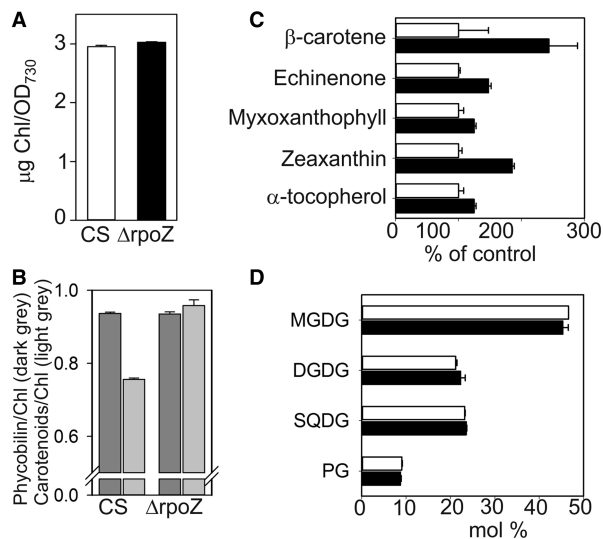 A
μg Chl/OD730
3
2
1
0
CS ΔrpoZ
B
Phycobilin/Chl (dark grey)
Carotenoids/Chl (light grey)
1.0
0.8
0.6
0.0
CS ΔrpoZ
C
β-carotene
Echinenone
Myxoxanthophyll
Zeaxanthin
α-tocopherol
0 100 200 300
% of control
D
MGDG
DGDG
SQDG
PG
0 10 20 30 40 50
mol %